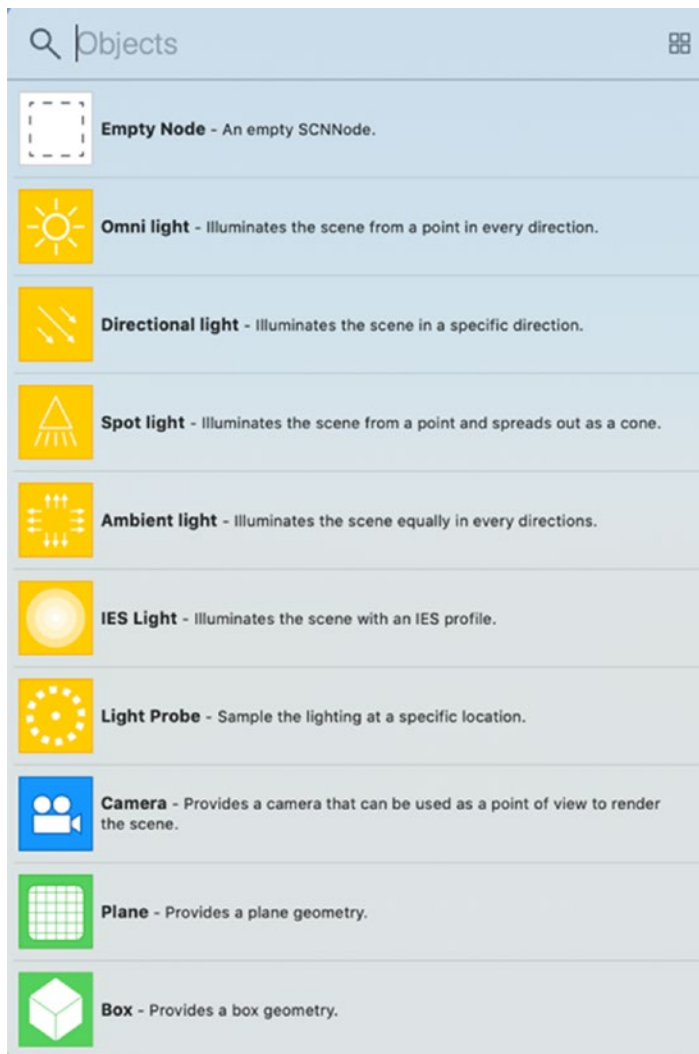 Objects
Empty Node - An empty SCNNode.
Omni light - Illuminates the scene from a point in every direction.
Directional light - Illuminates the scene in a specific direction.
Spot light - Illuminates the scene from a point and spreads out as a cone.
Ambient light - Illuminates the scene equally in every directions.
IES Light - Illuminates the scene with an IES profile.
Light Probe - Sample the lighting at a specific location.
Camera - Provides a camera that can be used as a point of view to render
the scene.
Plane - Provides a plane geometry.
Box - Provides a box geometry.